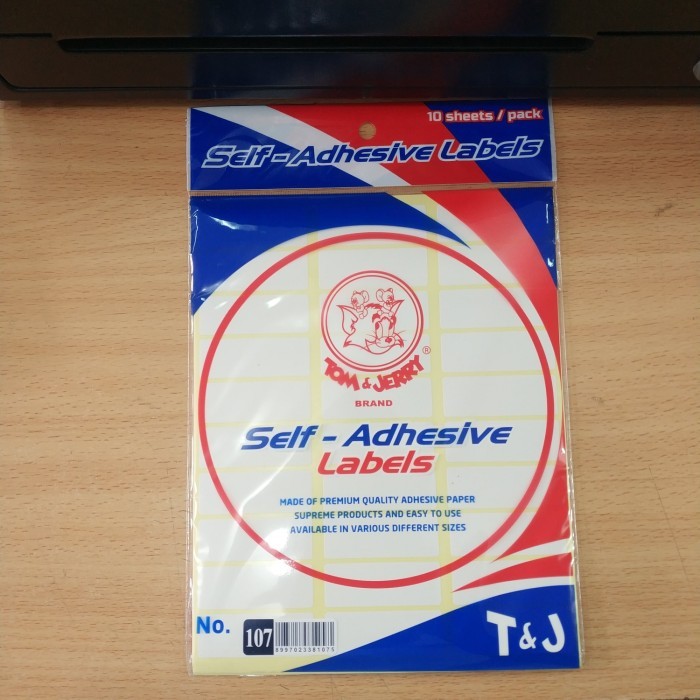 10 sheets / pack
Self-Adhesive Labels
TOM & JERRY ®
BRAND
Self - Adhesive
Labels
MADE OF PREMIUM QUALITY ADHESIVE PAPER
SUPREME PRODUCTS AND EASY TO USE
AVAILABLE IN VARIOUS DIFFERENT SIZES
No. 107
8997023381075
T&J